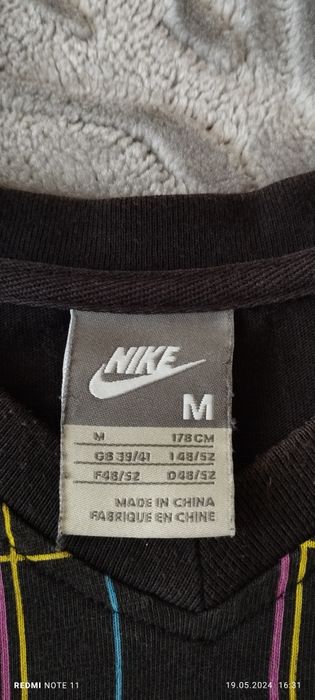 NIKE
M
M 178CM
GB 39/41 I 48/52
F48/52 D48/52
MADE IN CHINA
FABRIQUE EN CHINE
REDMI NOTE 11 19.05.2024 16:31